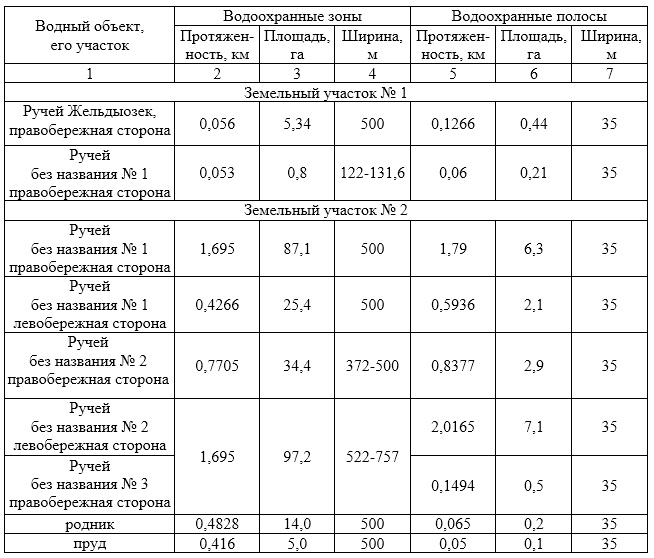 Водный объект,
его участок
Водоохранные зоны
Водоохранные полосы
Протяжен-
ность, км
Площадь,
га
Ширина,
м
Протяжен-
ность, км
Площадь,
га
Ширина,
м
1 2 3 4 5 6 7
Земельный участок № 1
Ручей Жельдыозек,
правобережная сторона
0,056 5,34 500 0,1266 0,44 35
Ручей
без названия № 1
правобережная сторона
0,053 0,8 122-131,6 0,06 0,21 35
Земельный участок № 2
Ручей
без названия № 1
правобережная сторона
1,695 87,1 500 1,79 6,3 35
Ручей
без названия № 1
левобережная сторона
0,4266 25,4 500 0,5936 2,1 35
Ручей
без названия № 2
правобережная сторона
0,7705 34,4 372-500 0,8377 2,9 35
Ручей
без названия № 2
левобережная сторона
1,695 97,2 522-757
2,0165 7,1 35
Ручей
без названия № 3
правобережная сторона
0,1494 0,5 35
родник 0,4828 14,0 500 0,065 0,2 35
пруд 0,416 5,0 500 0,05 0,1 35